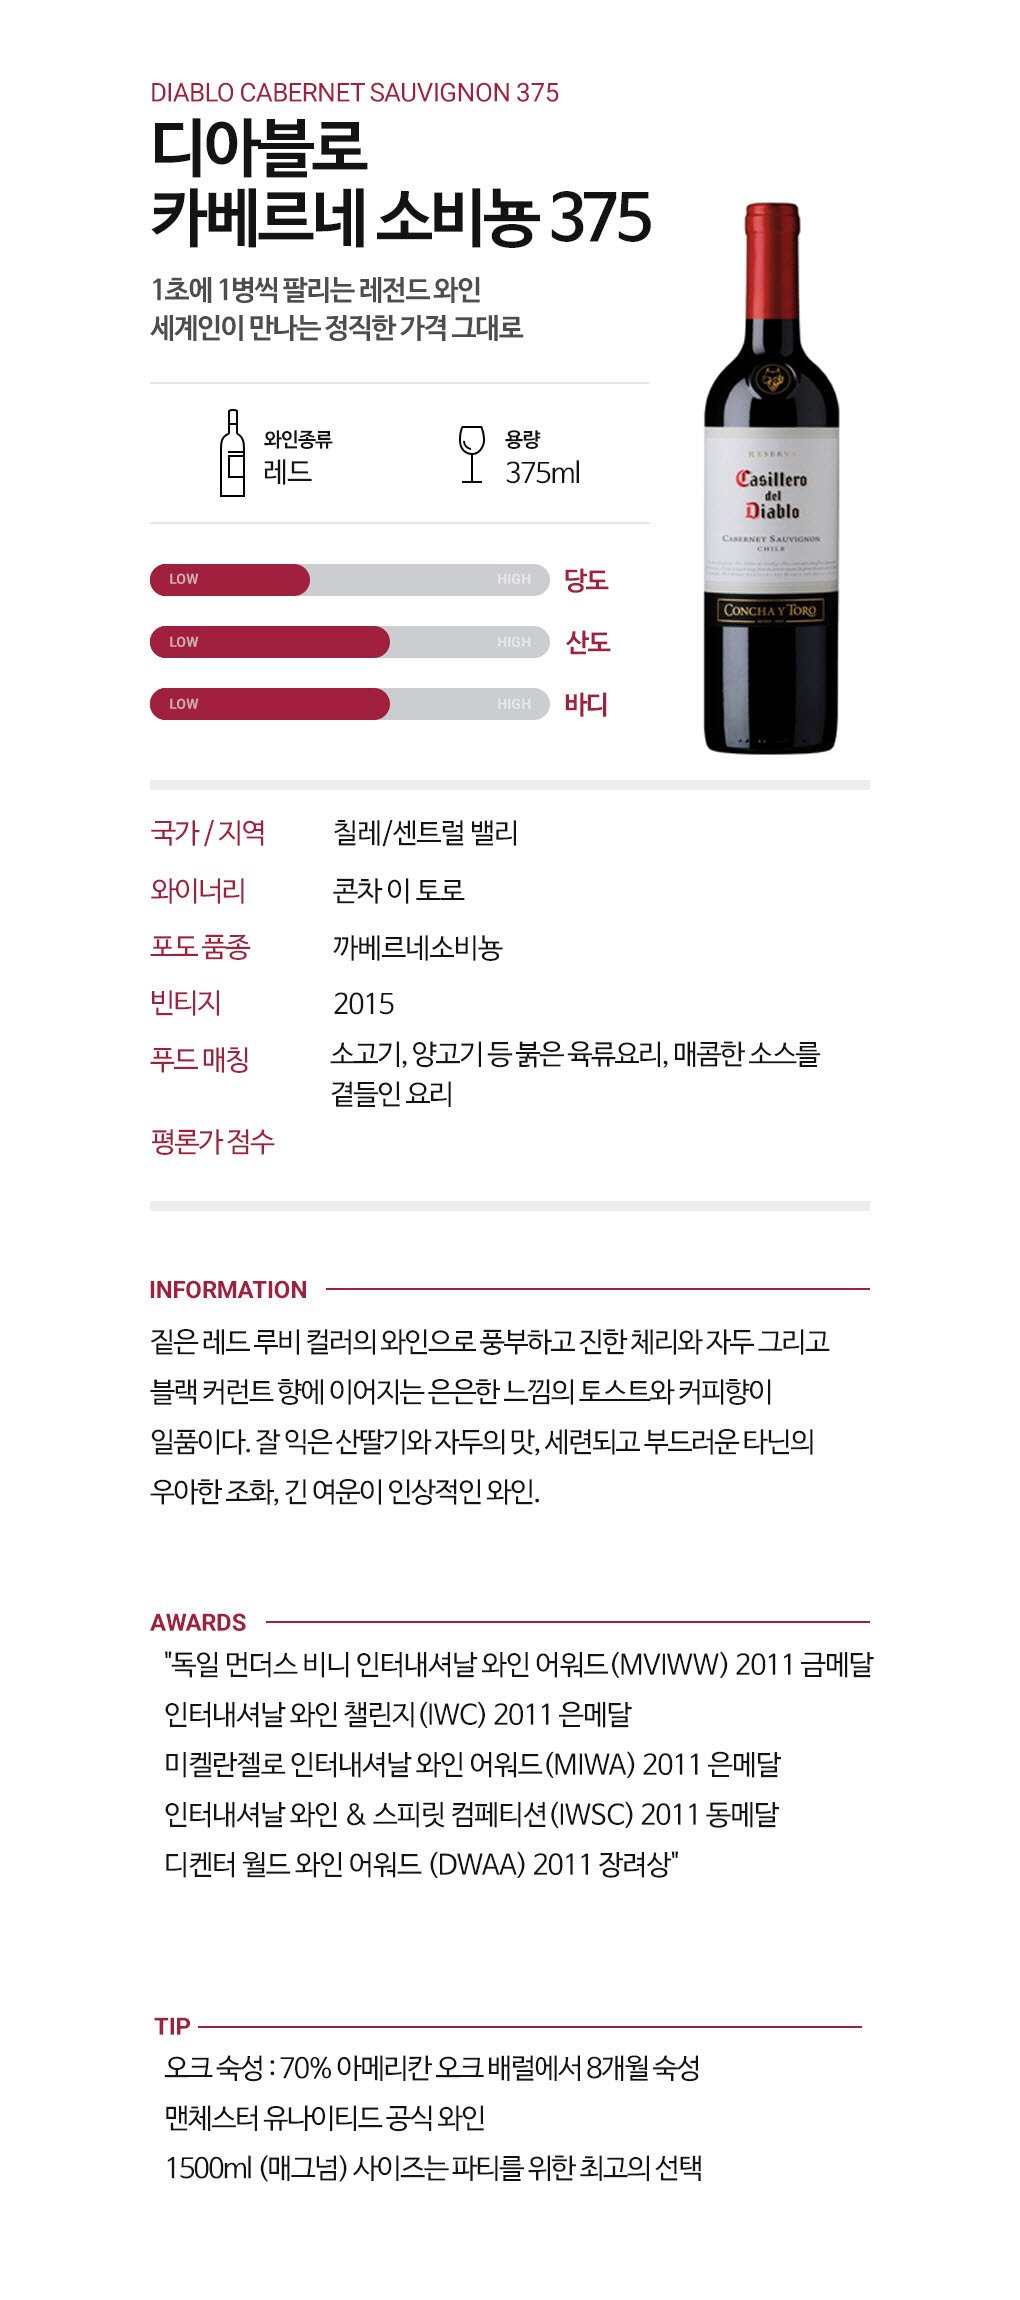 DIABLO CABERNET SAUVIGNON 375
디아블로
카베르네 소비뇽 375
1초에 1병씩 팔리는 레전드 와인
세계인이 만나는 정직한 가격 그대로
와인종류
레드
용량
375ml
LOW HIGH 당도
LOW HIGH 산도
LOW HIGH 바디
RESERVA
Casillero
del
Diablo
CABERNET SAUVIGNON
CHILE
CONCHA Y TORO
국가 / 지역 칠레/센트럴 밸리
와이너리 콘차 이 토로
포도 품종 까베르네소비뇽
빈티지 2015
푸드 매칭 소고기, 양고기 등 붉은 육류요리, 매콤한 소스를
곁들인 요리
평론가 점수
INFORMATION
짙은 레드 루비 컬러의 와인으로 풍부하고 진한 체리와 자두 그리고
블랙 커런트 향에 이어지는 은은한 느낌의 토스트와 커피향이
일품이다. 잘 익은 산딸기와 자두의 맛, 세련되고 부드러운 타닌의
우아한 조화, 긴 여운이 인상적인 와인.
AWARDS
"독일 먼더스 비니 인터내셔날 와인 어워드(MVIWW) 2011 금메달
인터내셔날 와인 챌린지(IWC) 2011 은메달
미켈란젤로 인터내셔날 와인 어워드(MIWA) 2011 은메달
인터내셔날 와인 & 스피릿 컴페티션(IWSC) 2011 동메달
디켄터 월드 와인 어워드 (DWAA) 2011 장려상"
TIP
오크 숙성 : 70% 아메리칸 오크 배럴에서 8개월 숙성
맨체스터 유나이티드 공식 와인
1500ml (매그넘) 사이즈는 파티를 위한 최고의 선택